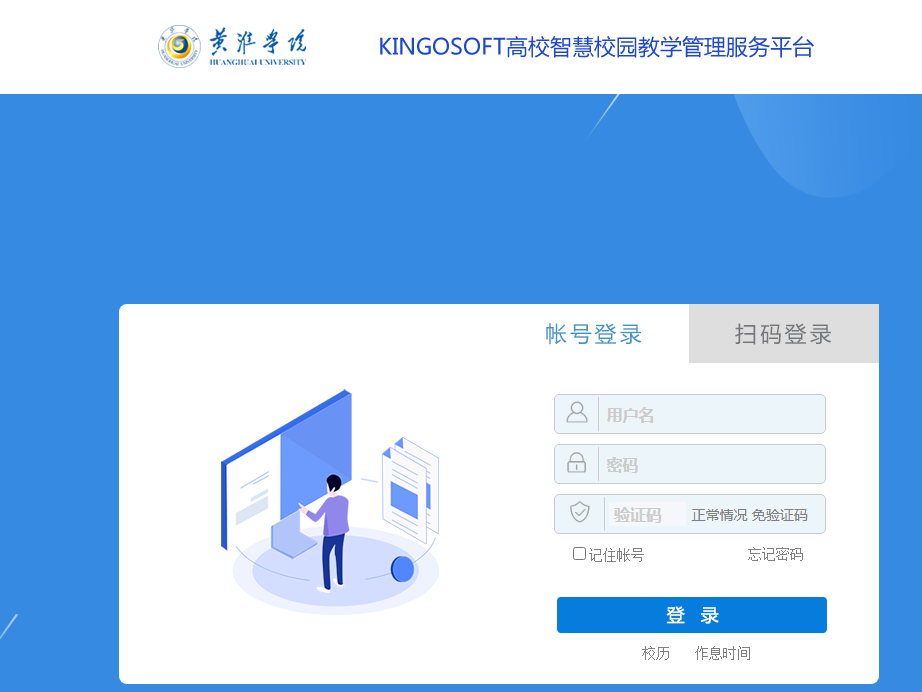 黄淮学院
HUANGHUAI UNIVERSITY
KINGOSOFT高校智慧校园教学管理服务平台
帐号登录
扫码登录
用户名
密码
验证码 正常情况 免验证码
记住帐号 忘记密码
登 录
校历 作息时间